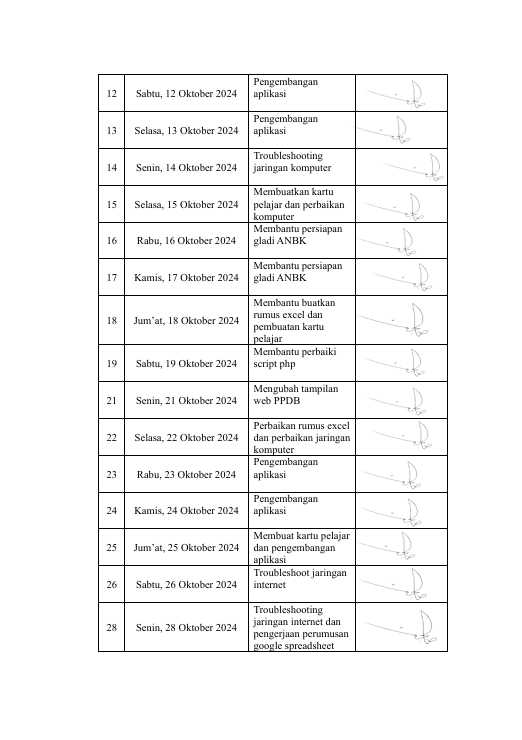 12 Sabtu, 12 Oktober 2024 Pengembangan
aplikasi
13 Selasa, 13 Oktober 2024 Pengembangan
aplikasi
14 Senin, 14 Oktober 2024 Troubleshooting
jaringan komputer
15 Selasa, 15 Oktober 2024 Membuatkan kartu
pelajar dan perbaikan
komputer
16 Rabu, 16 Oktober 2024 Membantu persiapan
gladi ANBK
17 Kamis, 17 Oktober 2024 Membantu persiapan
gladi ANBK
18 Jum’at, 18 Oktober 2024 Membantu buatkan
rumus excel dan
pembuatan kartu
pelajar
19 Sabtu, 19 Oktober 2024 Membantu perbaiki
script php
21 Senin, 21 Oktober 2024 Mengubah tampilan
web PPDB
22 Selasa, 22 Oktober 2024 Perbaikan rumus excel
dan perbaikan jaringan
komputer
23 Rabu, 23 Oktober 2024 Pengembangan
aplikasi
24 Kamis, 24 Oktober 2024 Pengembangan
aplikasi
25 Jum’at, 25 Oktober 2024 Membuat kartu pelajar
dan pengembangan
aplikasi
26 Sabtu, 26 Oktober 2024 Troubleshoot jaringan
internet
28 Senin, 28 Oktober 2024 Troubleshooting
jaringan internet dan
pengerjaan perumusan
google spreadsheet